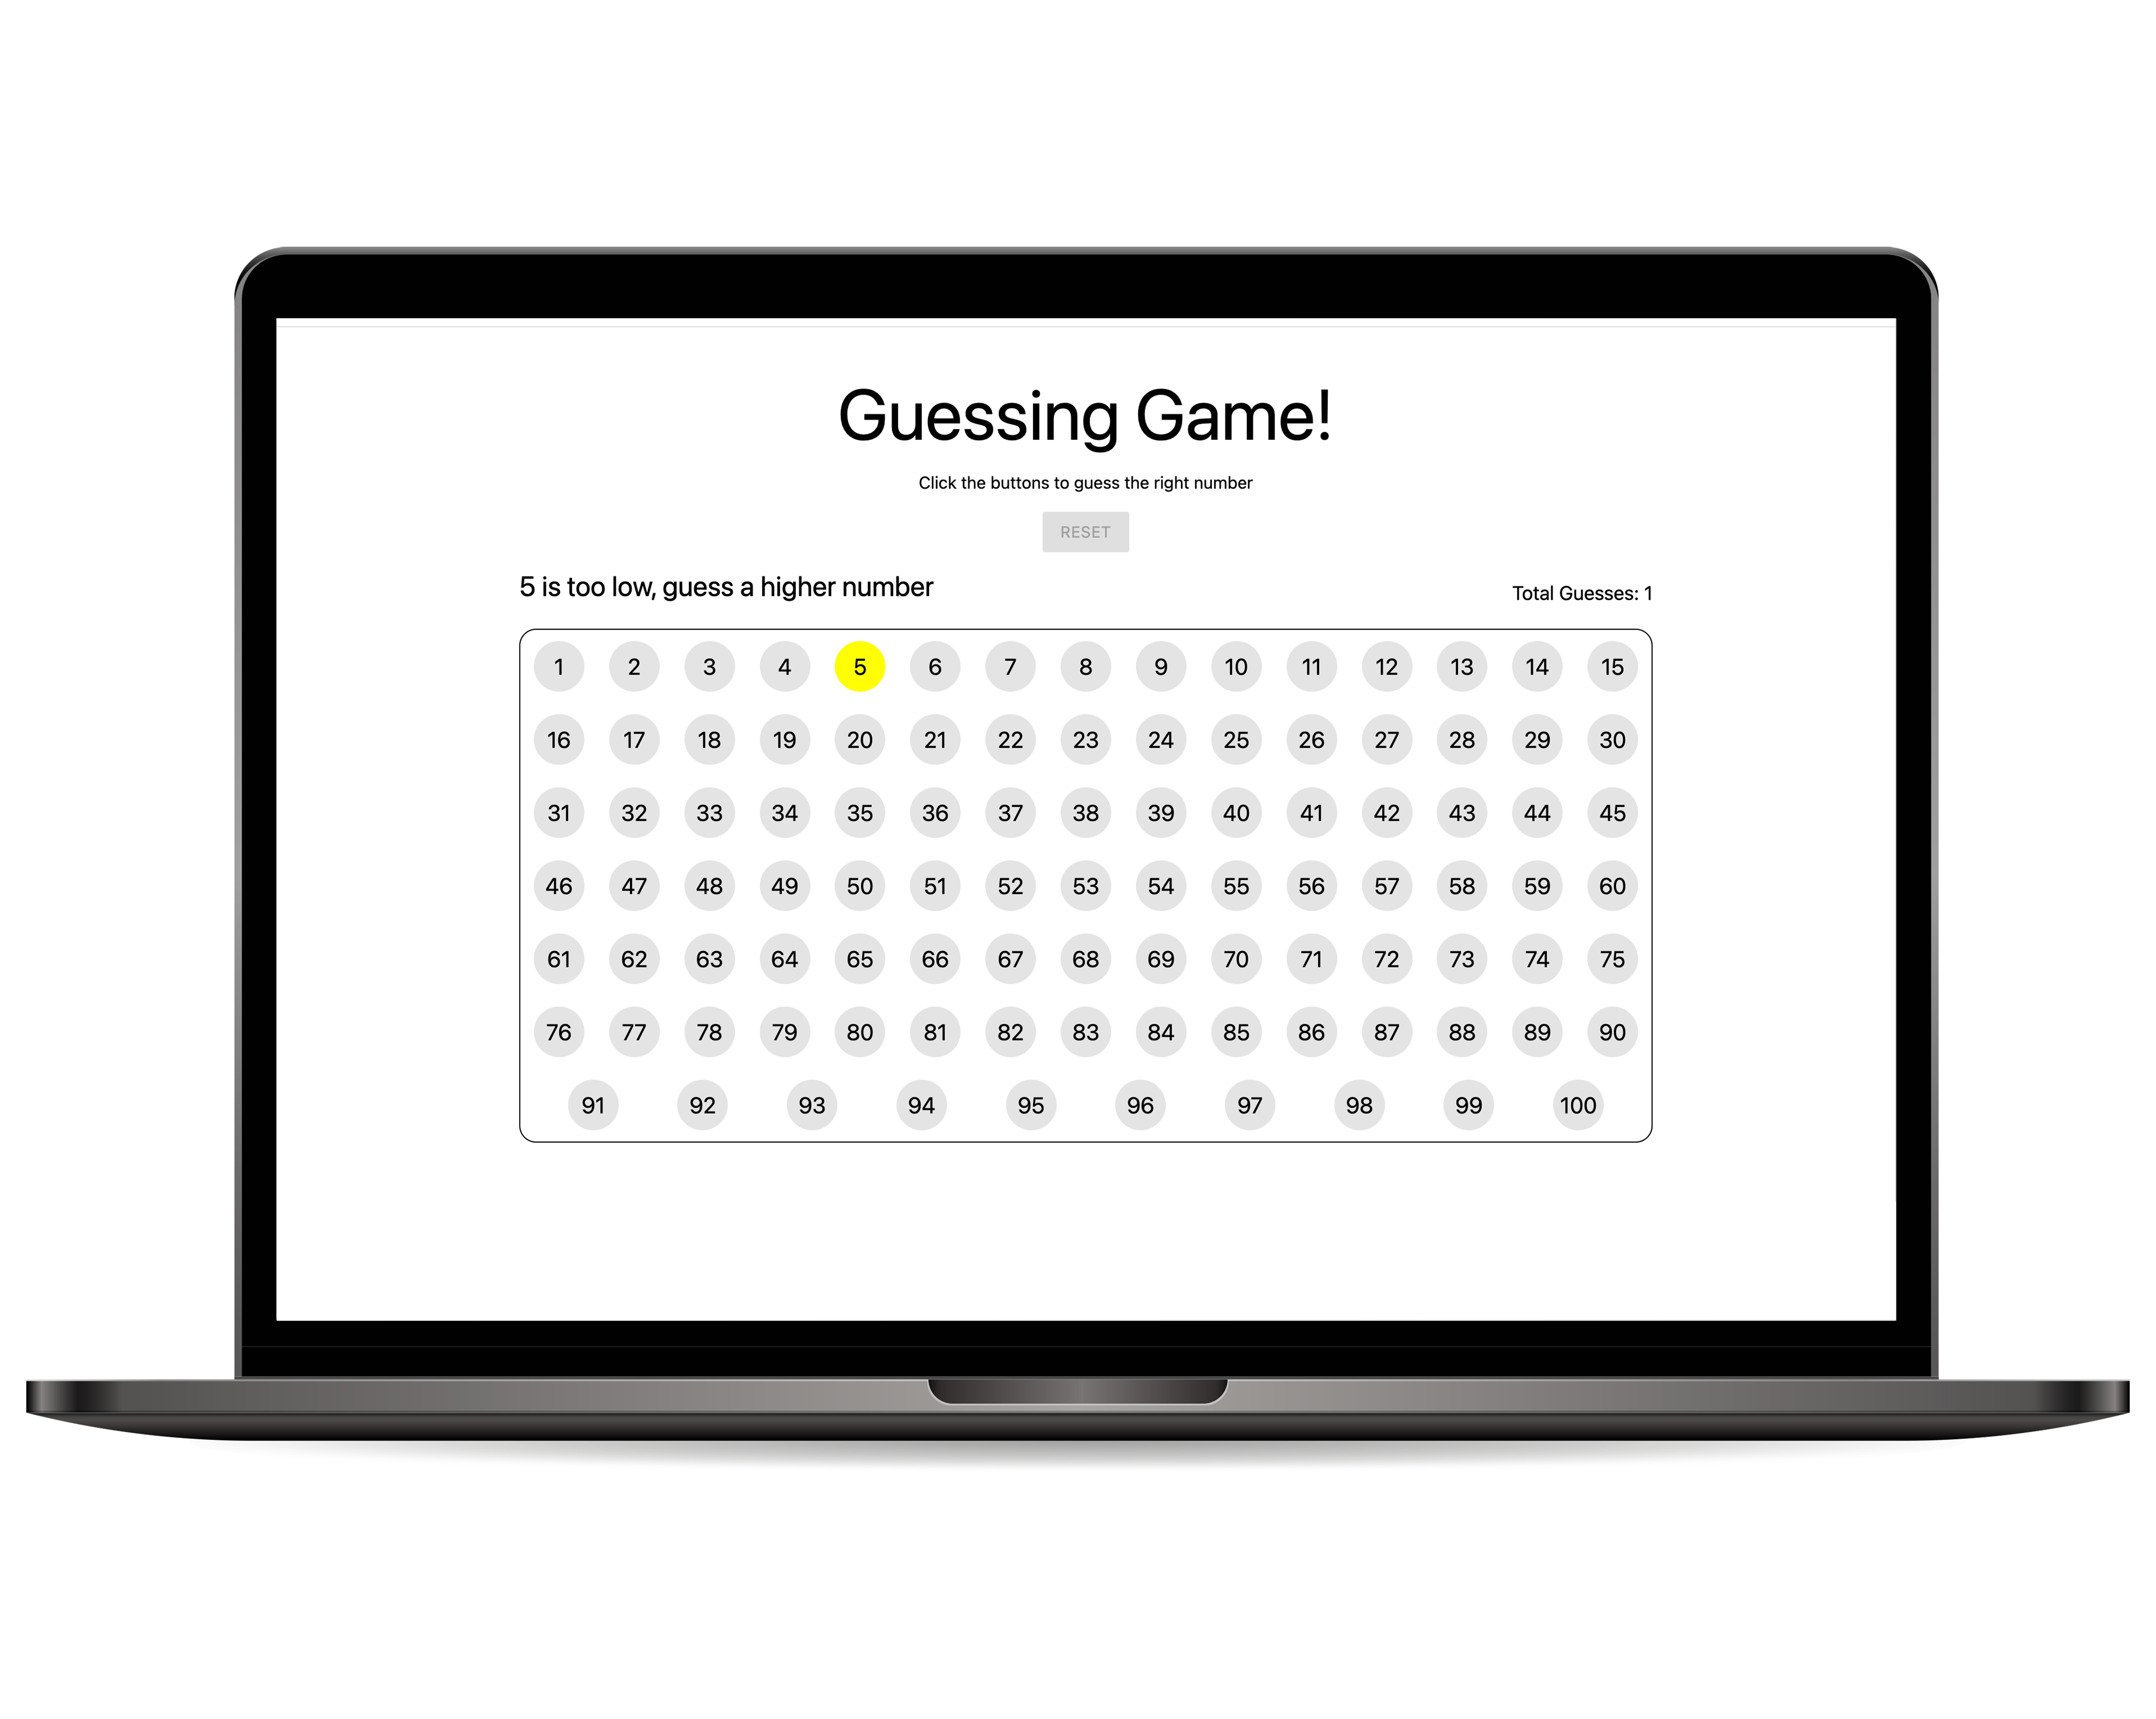 Guessing Game!
Click the buttons to guess the right number
RESET
5 is too low, guess a higher number
Total Guesses: 1
1 2 3 4 5 6 7 8 9 10 11 12 13 14 15
16 17 18 19 20 21 22 23 24 25 26 27 28 29 30
31 32 33 34 35 36 37 38 39 40 41 42 43 44 45
46 47 48 49 50 51 52 53 54 55 56 57 58 59 60
61 62 63 64 65 66 67 68 69 70 71 72 73 74 75
76 77 78 79 80 81 82 83 84 85 86 87 88 89 90
91 92 93 94 95 96 97 98 99 100